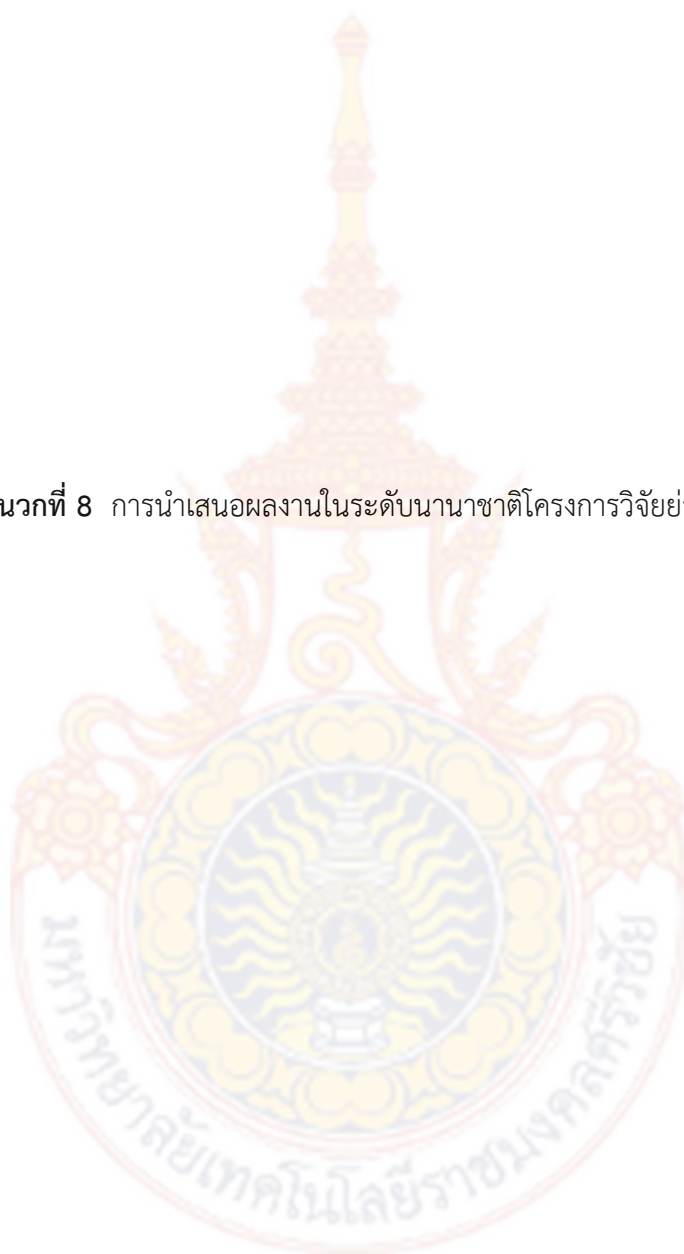 นวกที่ 8 การนำเสนอผลงานในระดับนานาชาติโครงการวิจัยย่
มหาวิทยาลัยเทคโนโลยีราชมงคลศรีวิชัย